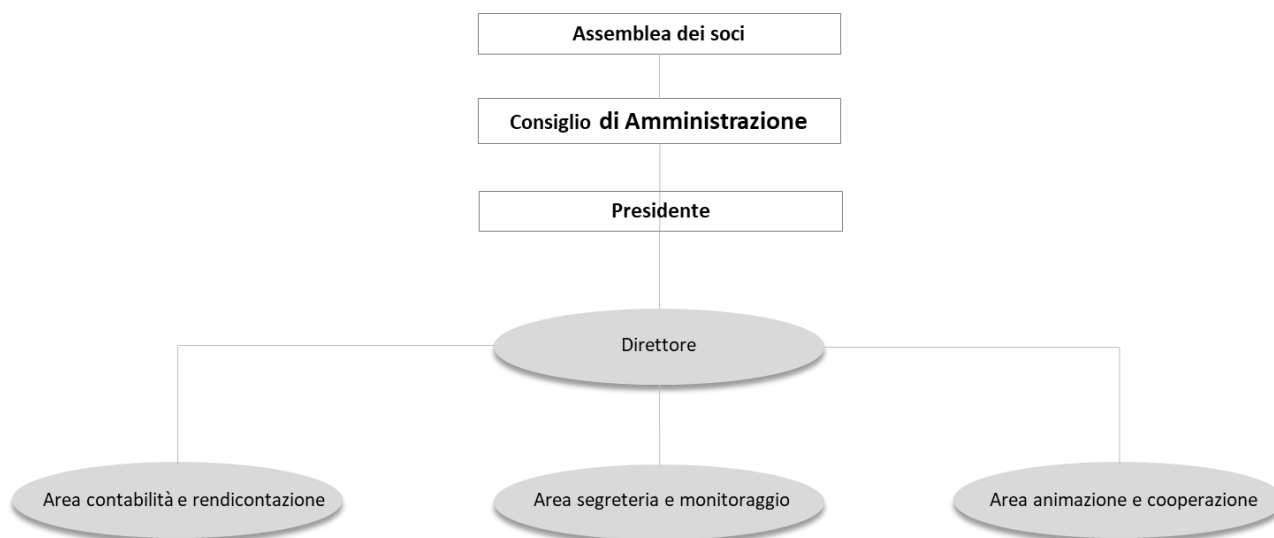 Assemblea dei soci
Consiglio di Amministrazione
Presidente
Direttore
Area contabilità e rendicontazione
Area segreteria e monitoraggio
Area animazione e cooperazione